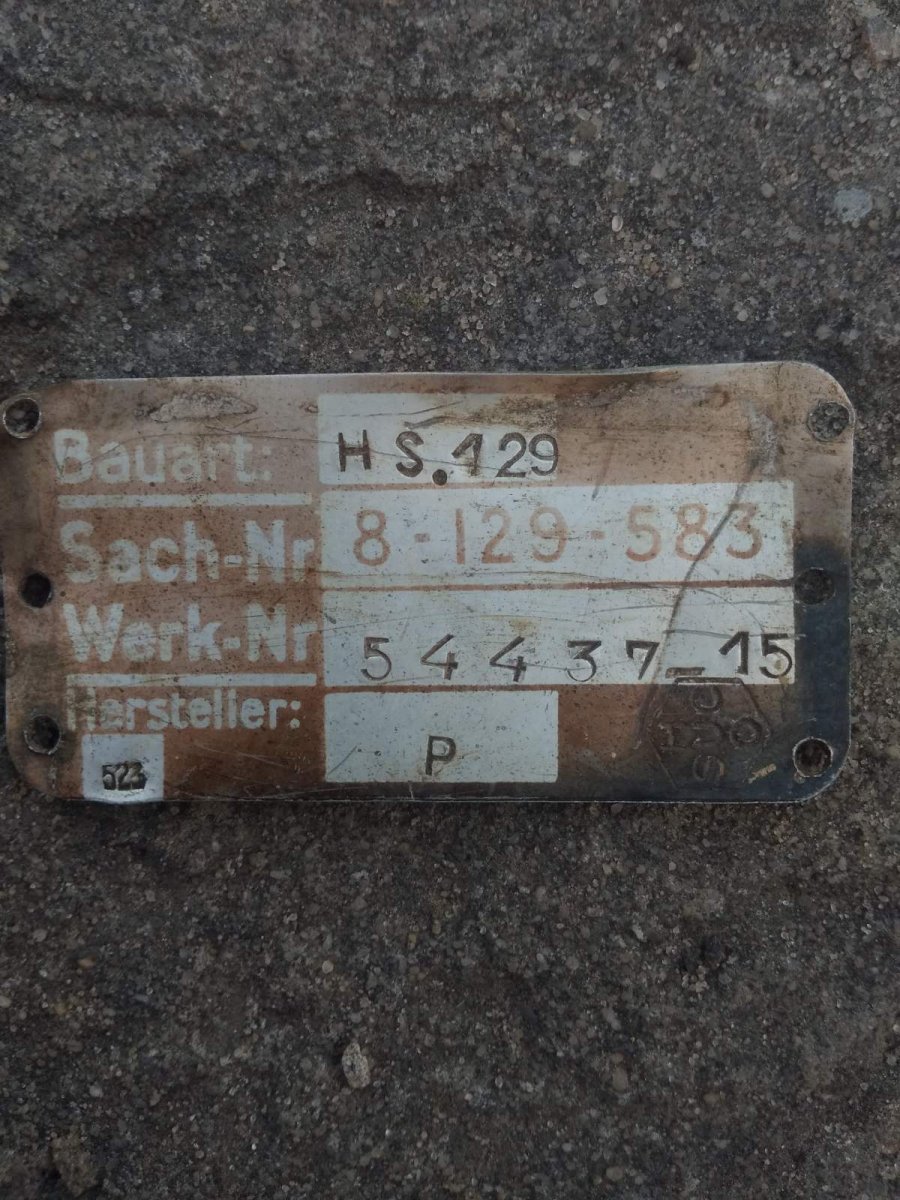 Bauart: HS.129
Sach-Nr 8-129-583
Werk-Nr 54437-15
Hersteller: P
523